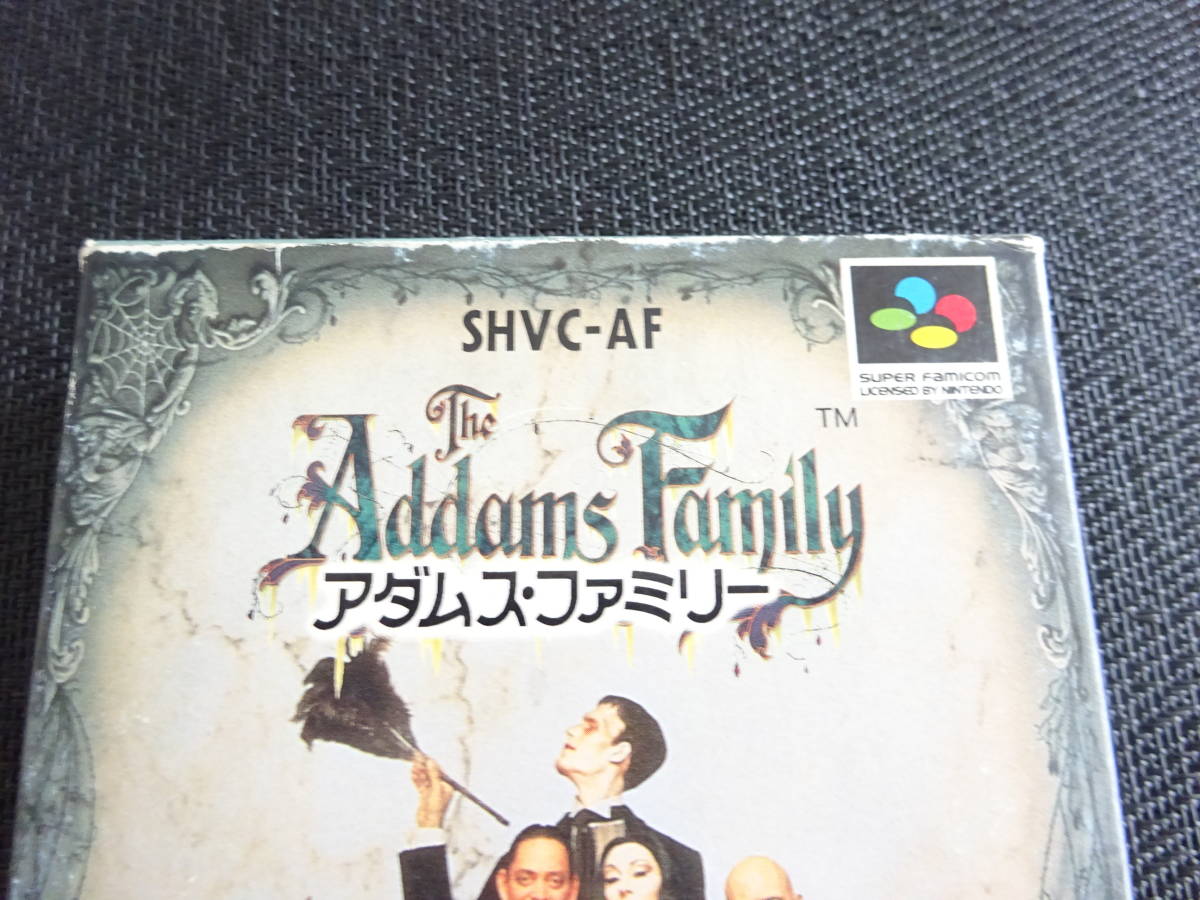 SHVC-AF
SUPER FAMICOM
LICENSED BY NINTENDO
TM
The
Addams Family
アダムス・ファミリー